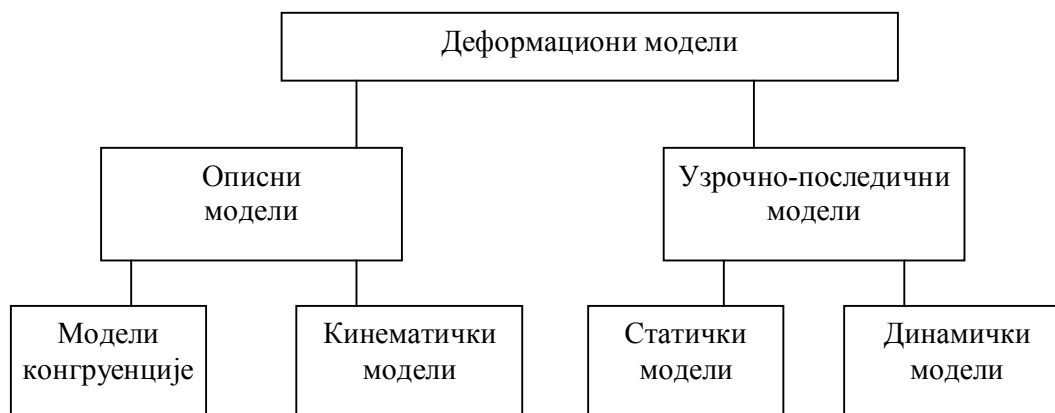 Деформациони модели
Описни
модели
Узрочно-последични
модели
Модели
конгруенције
Кинематички
модели
Статички
модели
Динамички
модели